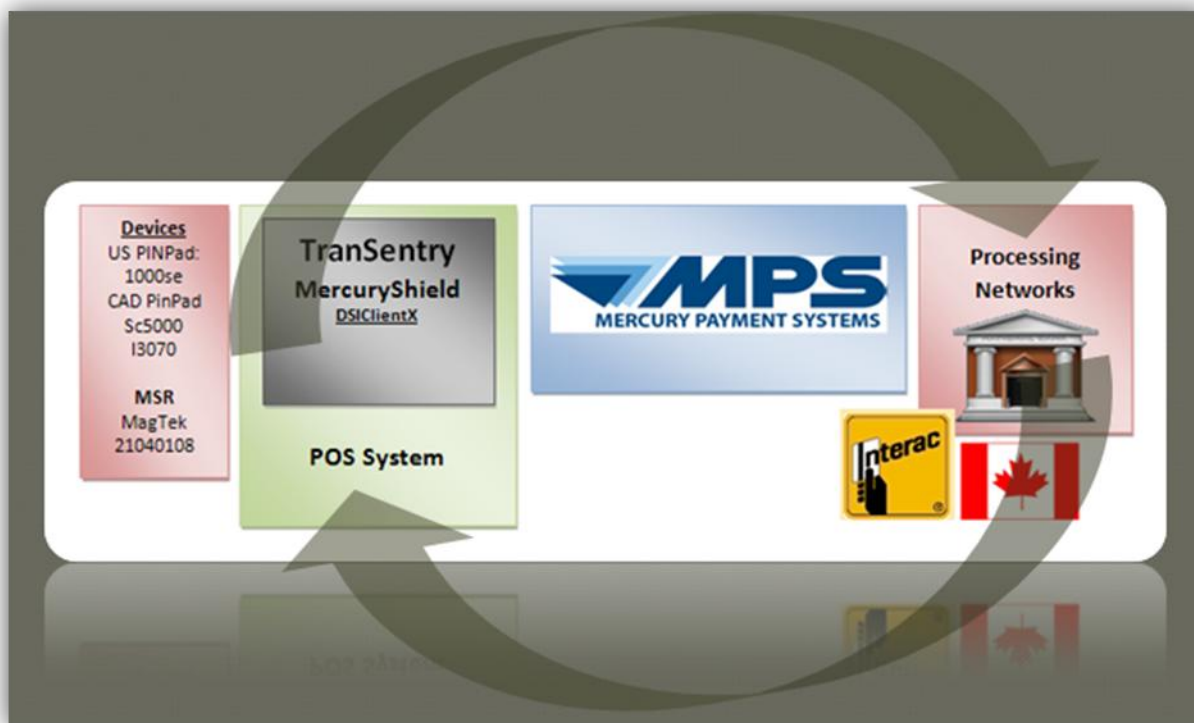 Devices
US PINPad:
1000se
CAD PinPad
Sc5000
I3070
MSR
MagTek
21040108
TranSentry
MercuryShield
DSIClientX
POS System
MPS
MERCURY PAYMENT SYSTEMS
Processing
Networks
Interac